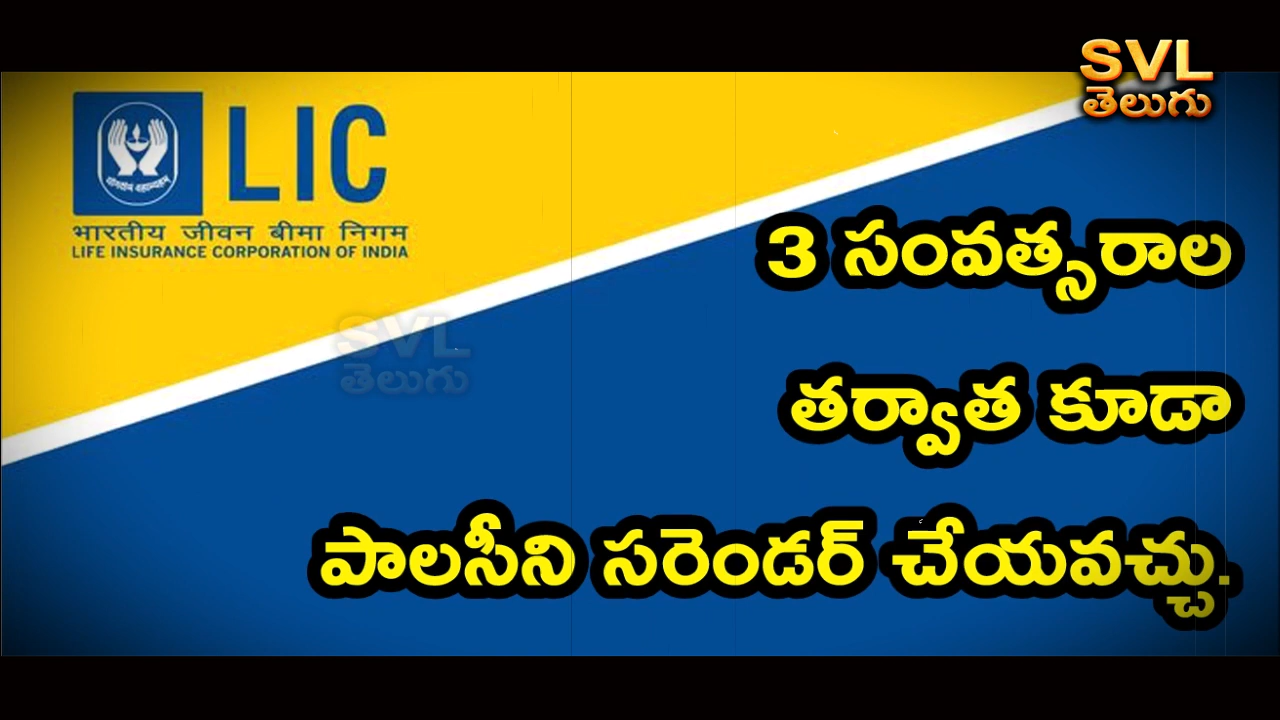 SVL
తెలుగు
LIC
भारतीय जीवन बीमा निगम
LIFE INSURANCE CORPORATION OF INDIA
3 సంవత్సరాల
SVL
తెలుగు
తర్వాత కూడా
పాలసీని సరెండర్ చేయవచ్చు.